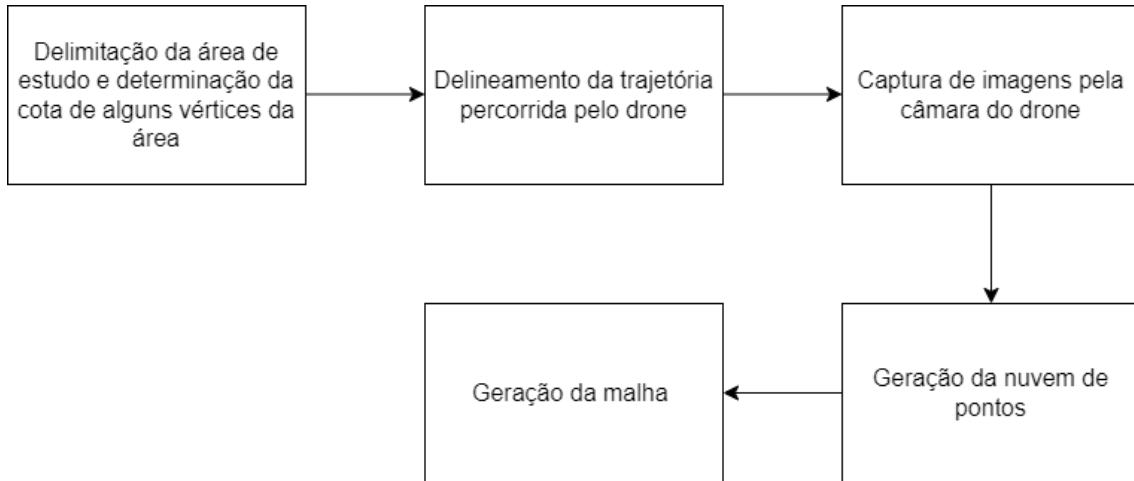 Delimitação da área de
estudo e determinação da
cota de alguns vértices da
área
Delineamento da trajetória
percorrida pelo drone
Captura de imagens pela
câmara do drone
Geração da nuvem de
pontos
Geração da malha